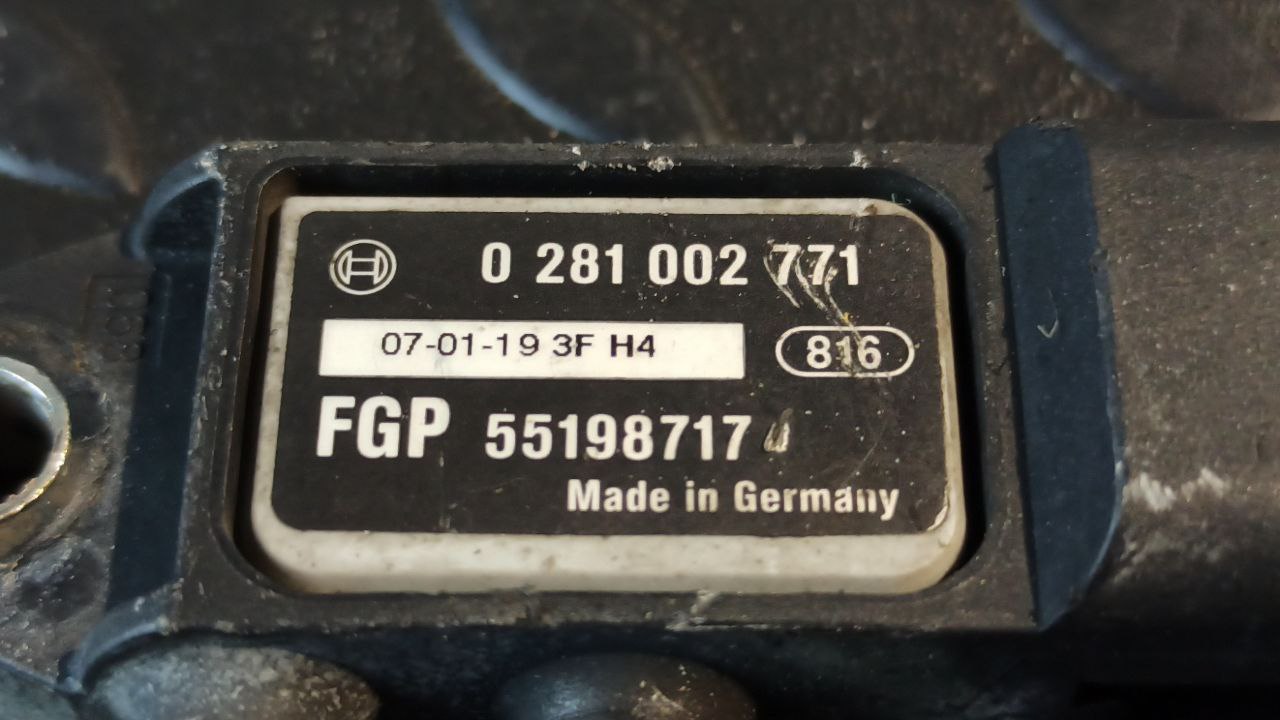 0 281 002 771
07-01-19 3F H4
816
FGP 55198717
Made in Germany